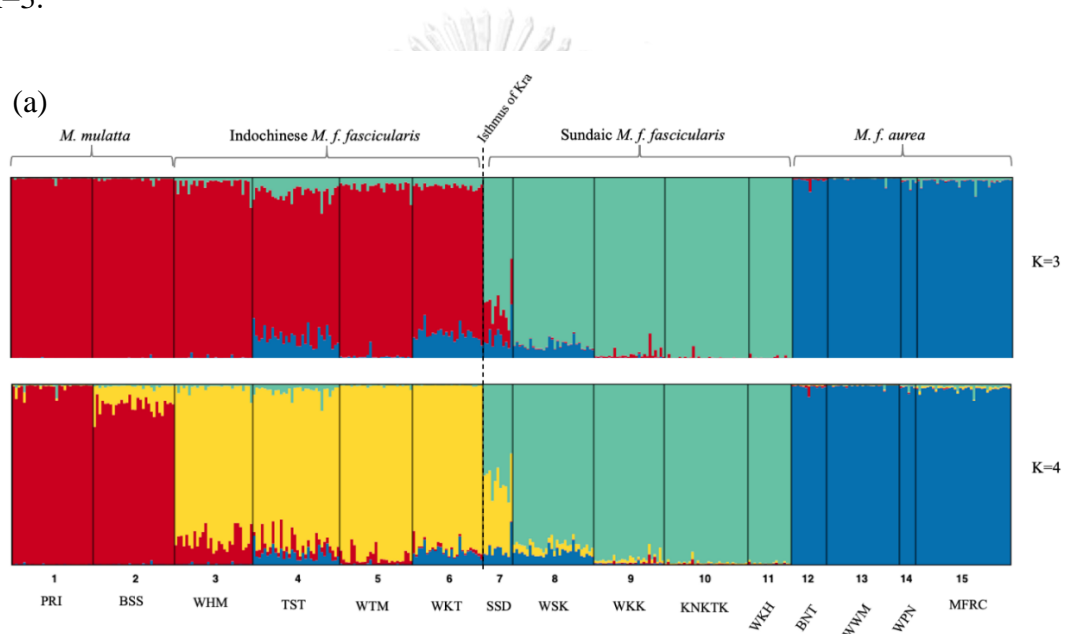 (a)
Isthmus of Kra
M. mulatta Indochinese M. f. fascicularis Sundaic M. f. fascicularis M. f. aurea
K=3
K=4
1 2 3 4 5 6 7 8 9 10 11 12 13 14 15
PRI BSS WHM TST WTM WKT SSD WSK WKK KNKTK WKH BNT WWM WPN MFRC